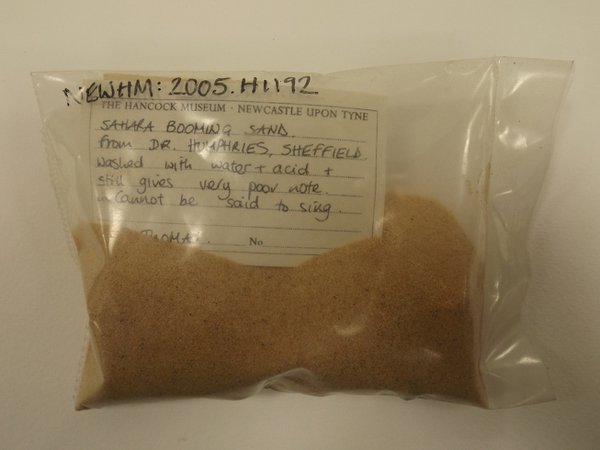 NEWHM: 2005.H1192
THE HANCOCK MUSEUM · NEWCASTLE UPON TYNE
SAHARA BOOMING SAND.
from DR. HUMPHRIES, SHEFFIELD
washed with water + acid +
still gives very poor note.
Cannot be said to sing.
No